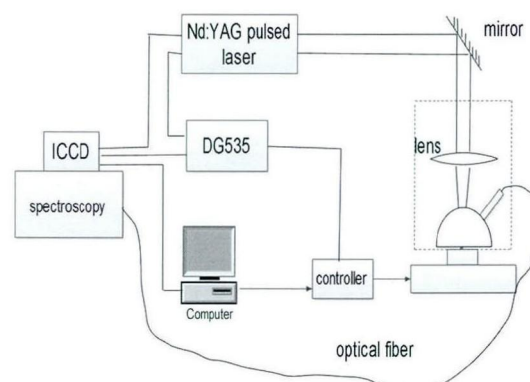 Nd:YAG pulsed
laser
mirror
ICCD
DG535
lens
spectroscopy
controller
Computer
optical fiber